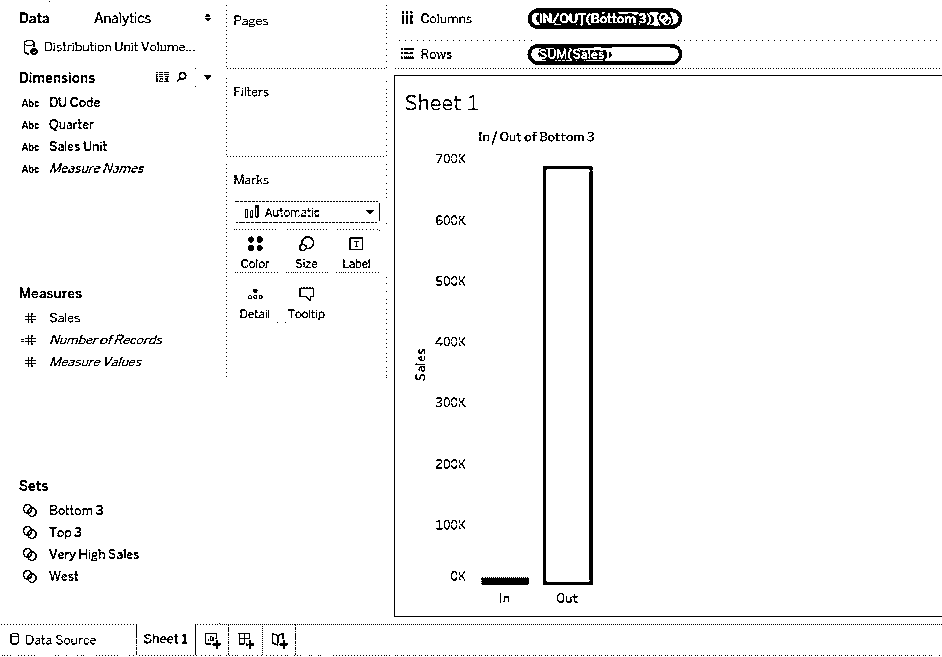 Data Analytics
Distribution Unit Volume...
Dimensions
Abc DU Code
Abc Quarter
Abc Sales Unit
Abc Measure Names
Measures
# Sales
=# Number of Records
# Measure Values
Sets
Bottom 3
Top 3
Very High Sales
West
Pages
Filters
Marks
Automatic
Color Size Label
Detail Tooltip
Columns IN/OUT(Bottom 3)
Rows SUM(Sales)
Sheet 1
In / Out of Bottom 3
700K
600K
500K
400K
300K
200K
100K
0K
Sales
In Out
Data Source Sheet 1